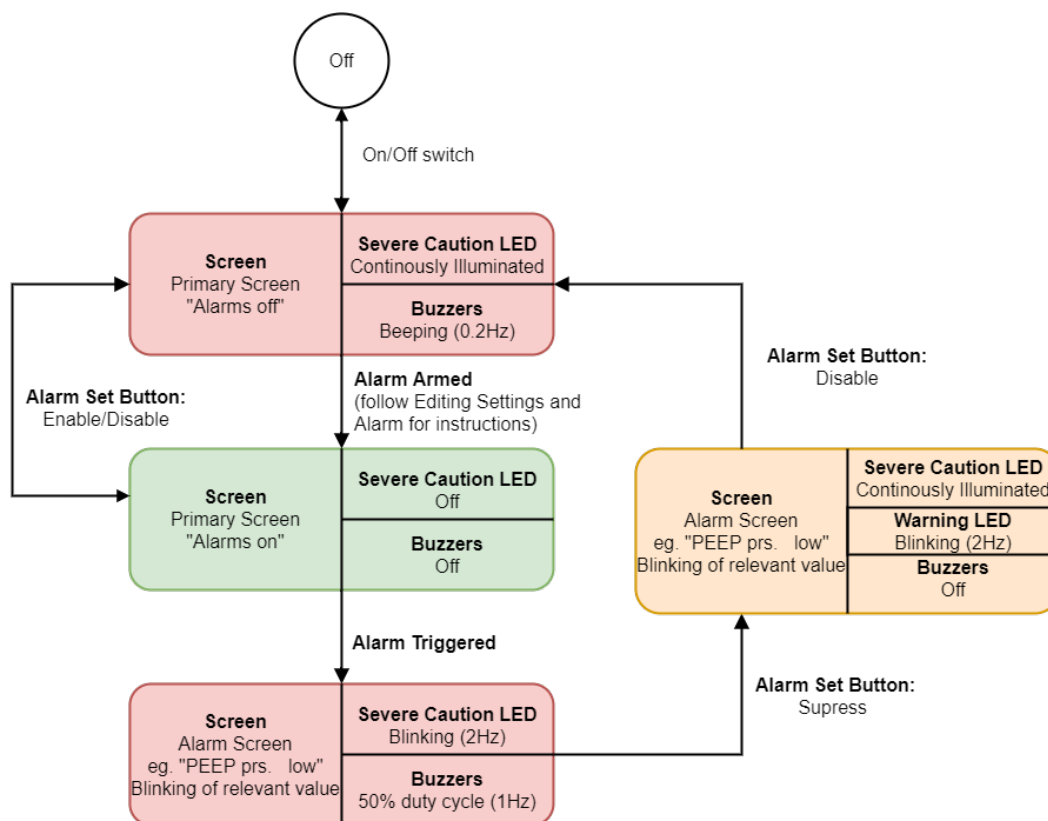 Off
On/Off switch
Screen
Primary Screen
"Alarms off"
Severe Caution LED
Continously Illuminated
Buzzers
Beeping (0.2Hz)
Alarm Set Button:
Enable/Disable
Alarm Armed
(follow Editing Settings and
Alarm for instructions)
Alarm Set Button:
Disable
Screen
Primary Screen
"Alarms on"
Severe Caution LED
Off
Buzzers
Off
Screen
Alarm Screen
eg. "PEEP prs. low"
Blinking of relevant value
Severe Caution LED
Continously Illuminated
Warning LED
Blinking (2Hz)
Buzzers
Off
Alarm Triggered
Alarm Set Button:
Supress
Screen
Alarm Screen
eg. "PEEP prs. low"
Blinking of relevant value
Severe Caution LED
Blinking (2Hz)
Buzzers
50% duty cycle (1Hz)